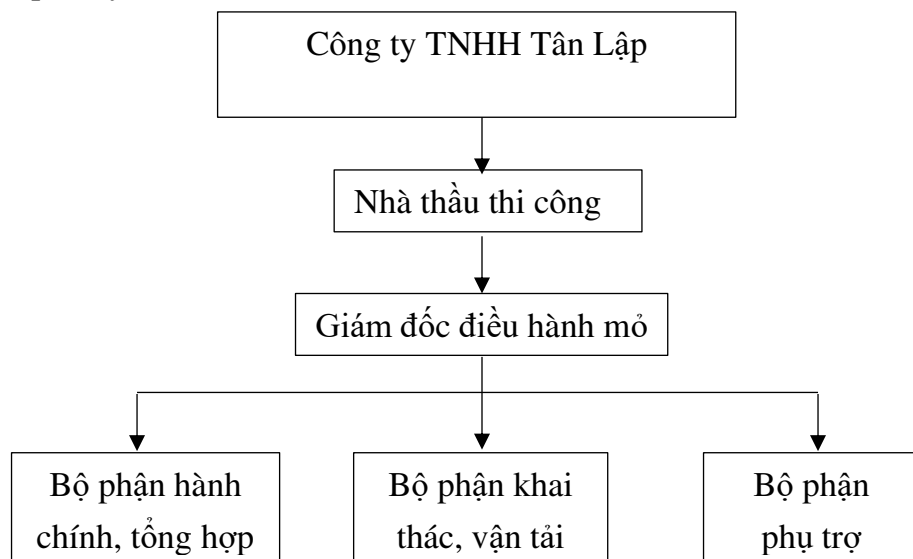 Công ty TNHH Tân Lập
Nhà thầu thi công
Giám đốc điều hành mỏ
Bộ phận hành
chính, tổng hợp
Bộ phận khai
thác, vận tải
Bộ phận
phụ trợ